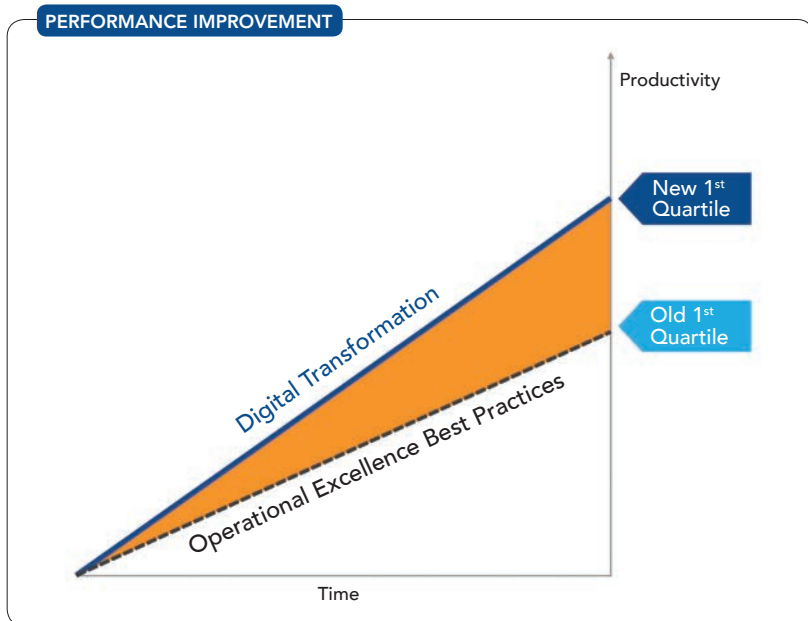 PERFORMANCE IMPROVEMENT
Productivity
New 1st
Quartile
Old 1st
Quartile
Digital Transformation
Operational Excellence Best Practices
Time